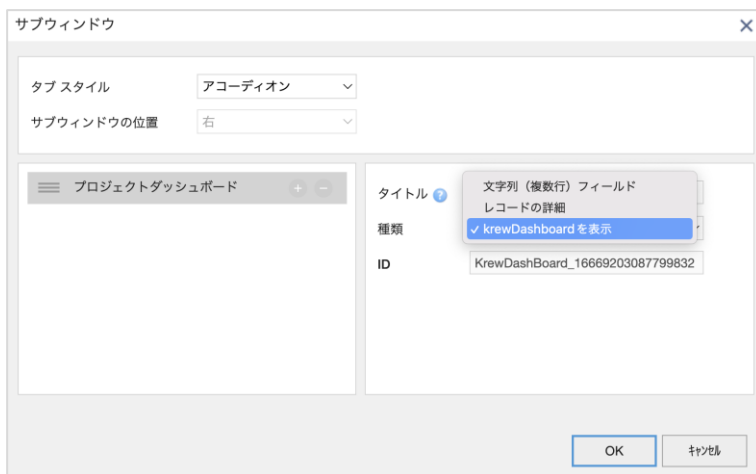 サブウィンドウ
タブ スタイル
アコーディオン
サブウィンドウの位置
右
プロジェクトダッシュボード
タイトル
文字列（複数行）フィールド
レコードの詳細
種類
✓ krewDashboardを表示
ID
KrewDashBoard_16669203087799832
OK
ｷｬﾝｾﾙ